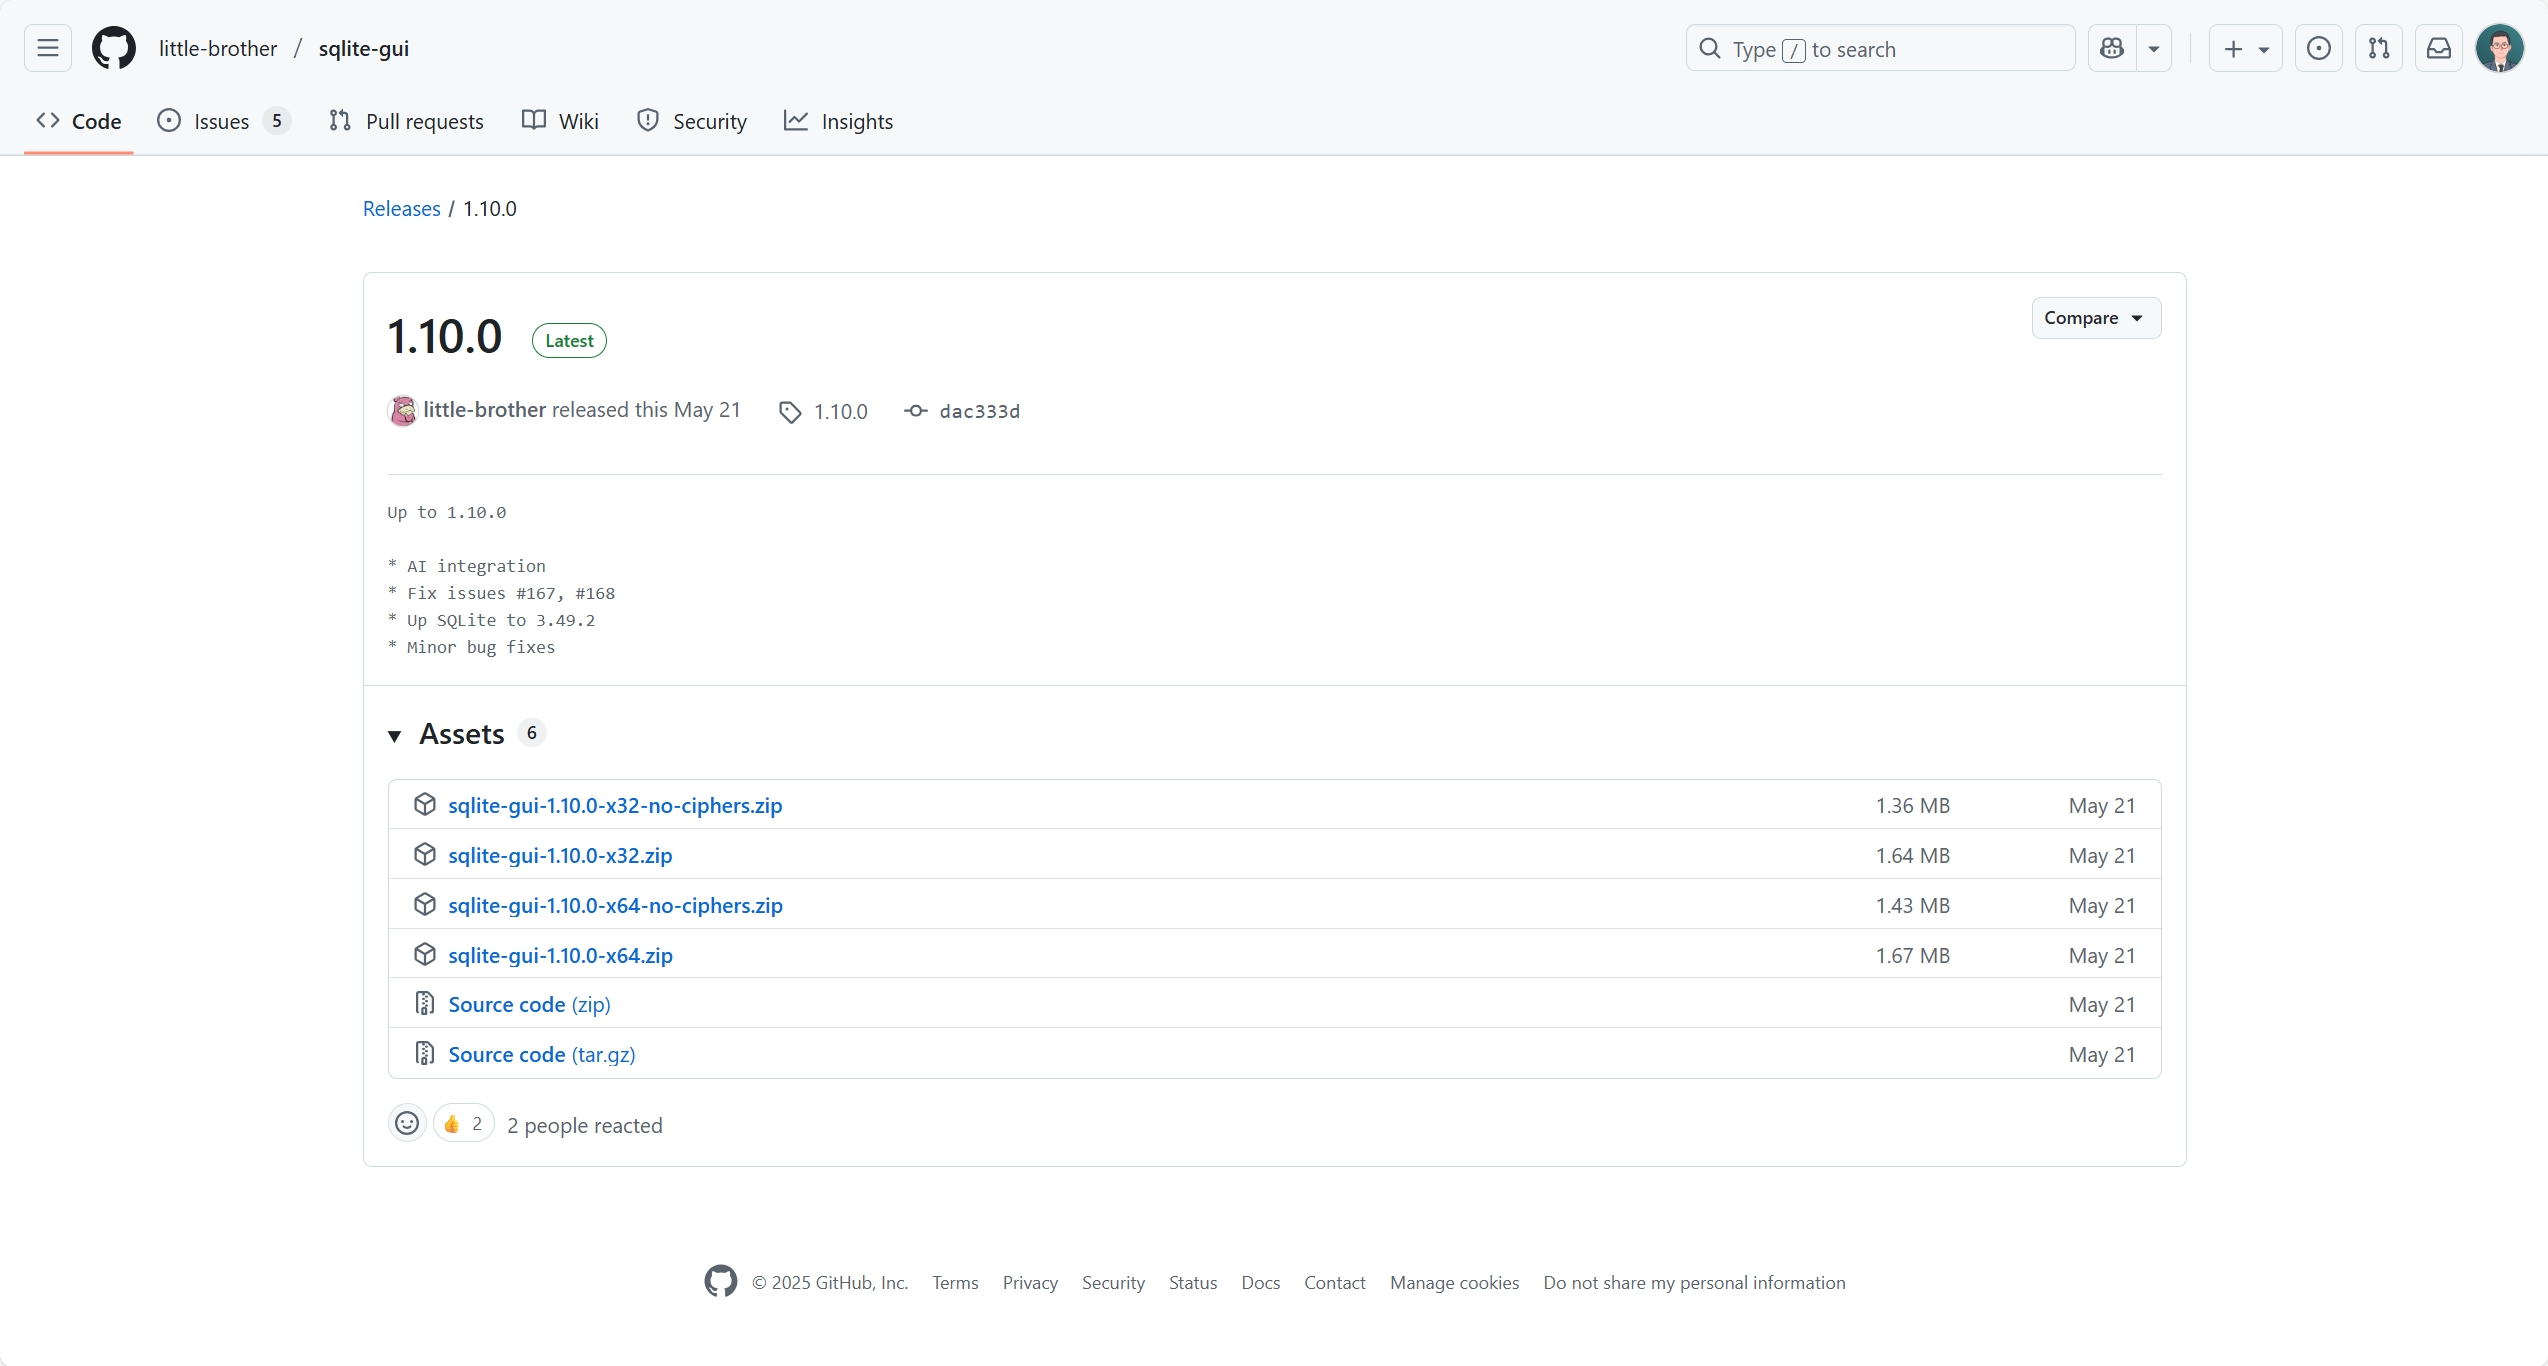 little-brother / sqlite-gui
Type / to search
Code Issues 5 Pull requests Wiki Security Insights
Releases / 1.10.0
1.10.0 Latest
Compare
little-brother released this May 21 1.10.0 dac333d
Up to 1.10.0
* AI integration
* Fix issues #167, #168
* Up SQLite to 3.49.2
* Minor bug fixes
Assets 6
sqlite-gui-1.10.0-x32-no-ciphers.zip 1.36 MB May 21
sqlite-gui-1.10.0-x32.zip 1.64 MB May 21
sqlite-gui-1.10.0-x64-no-ciphers.zip 1.43 MB May 21
sqlite-gui-1.10.0-x64.zip 1.67 MB May 21
Source code (zip) May 21
Source code (tar.gz) May 21
👍 2 2 people reacted
© 2025 GitHub, Inc. Terms Privacy Security Status Docs Contact Manage cookies Do not share my personal information